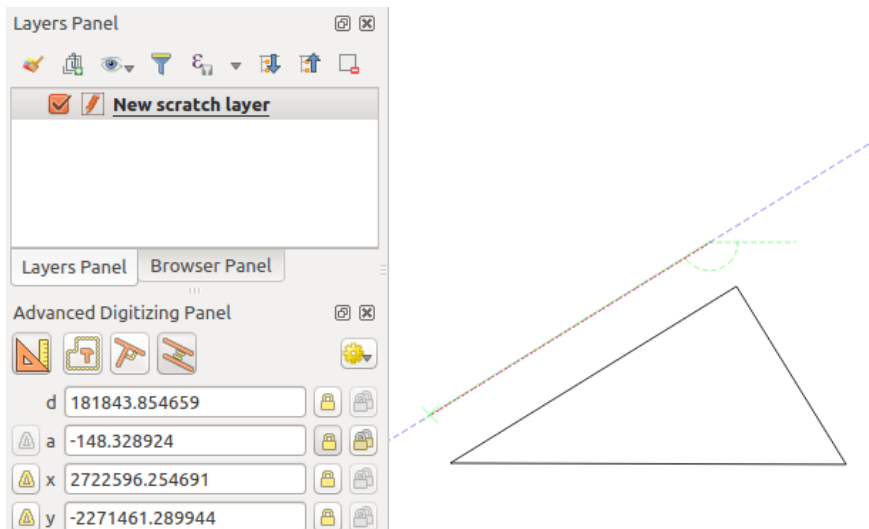 Layers Panel
New scratch layer
Layers Panel Browser Panel
Advanced Digitizing Panel
d 181843.854659
a -148.328924
x 2722596.254691
y -2271461.289944